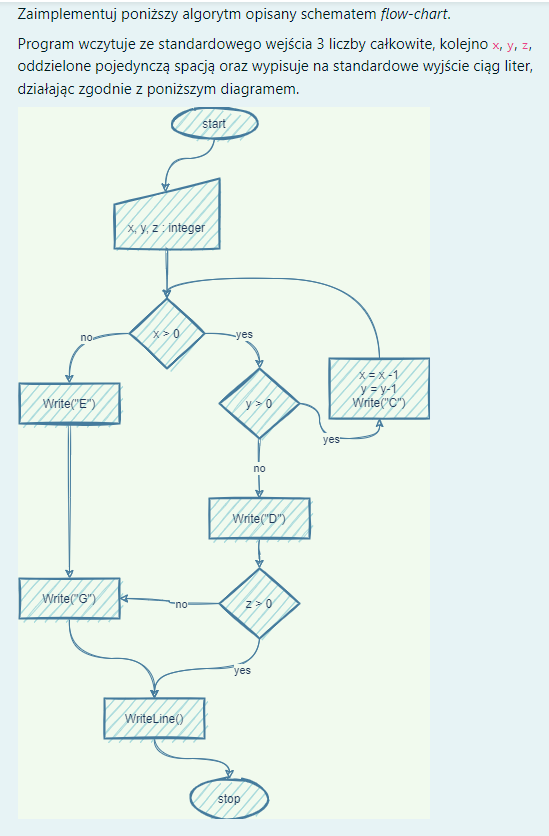 Zaimplementuj poniższy algorytm opisany schematem flow-chart.
Program wczytuje ze standardowego wejścia 3 liczby całkowite, kolejno x, y, z,
oddzielone pojedynczą spacją oraz wypisuje na standardowe wyjście ciąg liter,
działając zgodnie z poniższym diagramem.
start
x, y, z : integer
x > 0
no
yes
x = x -1
y = y-1
Write("C")
Write("E")
y > 0
yes
no
Write("D")
Write("G")
no
z > 0
yes
WriteLine()
stop